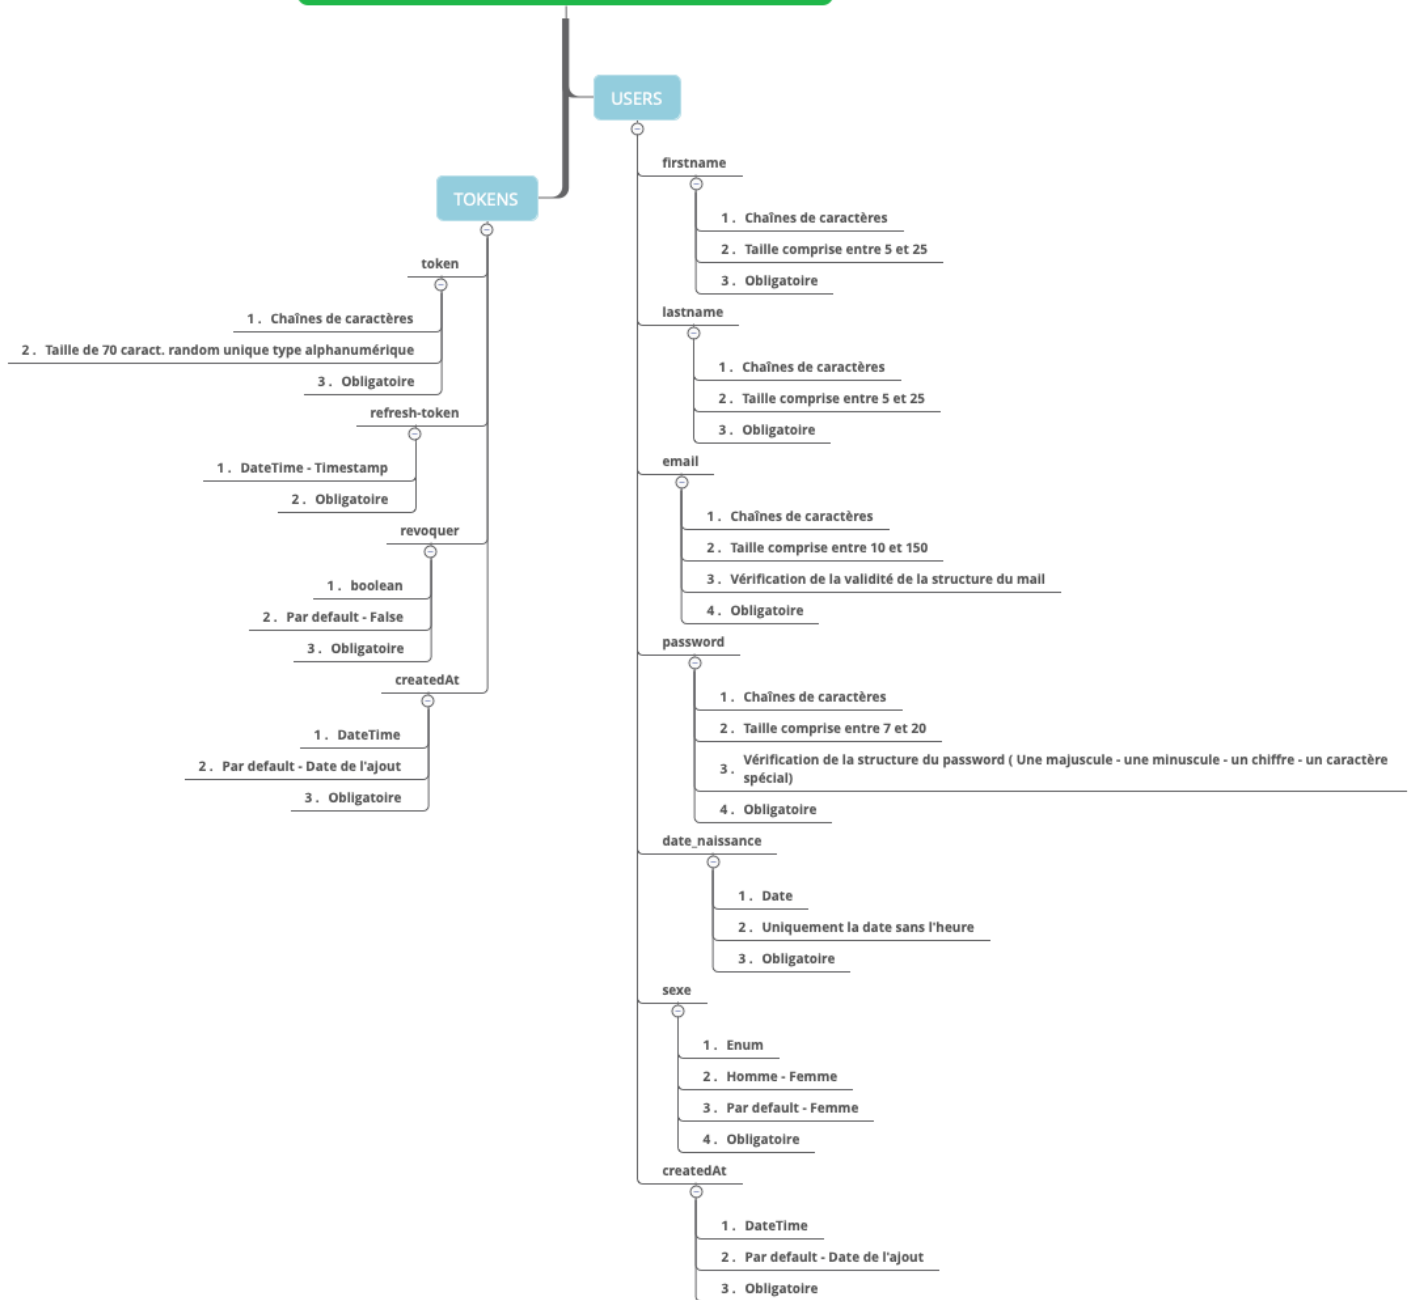 USERS
firstname
1. Chaînes de caractères
2. Taille comprise entre 5 et 25
3. Obligatoire
lastname
1. Chaînes de caractères
2. Taille comprise entre 5 et 25
3. Obligatoire
email
1. Chaînes de caractères
2. Taille comprise entre 10 et 150
3. Vérification de la validité de la structure du mail
4. Obligatoire
password
1. Chaînes de caractères
2. Taille comprise entre 7 et 20
3. Vérification de la structure du password ( Une majuscule - une minuscule - un chiffre - un caractère
spécial)
4. Obligatoire
date_naissance
1. Date
2. Uniquement la date sans l'heure
3. Obligatoire
sexe
1. Enum
2. Homme - Femme
3. Par default - Femme
4. Obligatoire
createdAt
1. DateTime
2. Par default - Date de l'ajout
3. Obligatoire
TOKENS
token
1. Chaînes de caractères
2. Taille de 70 caract. random unique type alphanumérique
3. Obligatoire
refresh-token
1. DateTime - Timestamp
2. Obligatoire
revoquer
1. boolean
2. Par default - False
3. Obligatoire
createdAt
1. DateTime
2. Par default - Date de l'ajout
3. Obligatoire